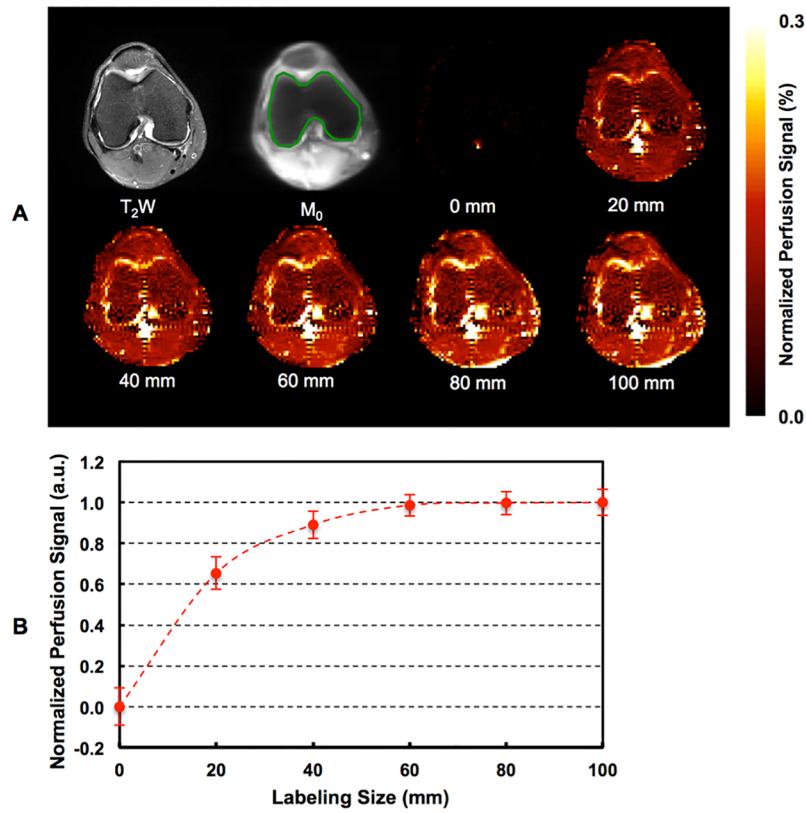 A
T2W
M0
0 mm
20 mm
40 mm
60 mm
80 mm
100 mm
0.3
Normalized Perfusion Signal (%)
0.0
B
Normalized Perfusion Signal (a.u.)
1.2
1.0
0.8
0.6
0.4
0.2
0.0
-0.2
0 20 40 60 80 100
Labeling Size (mm)